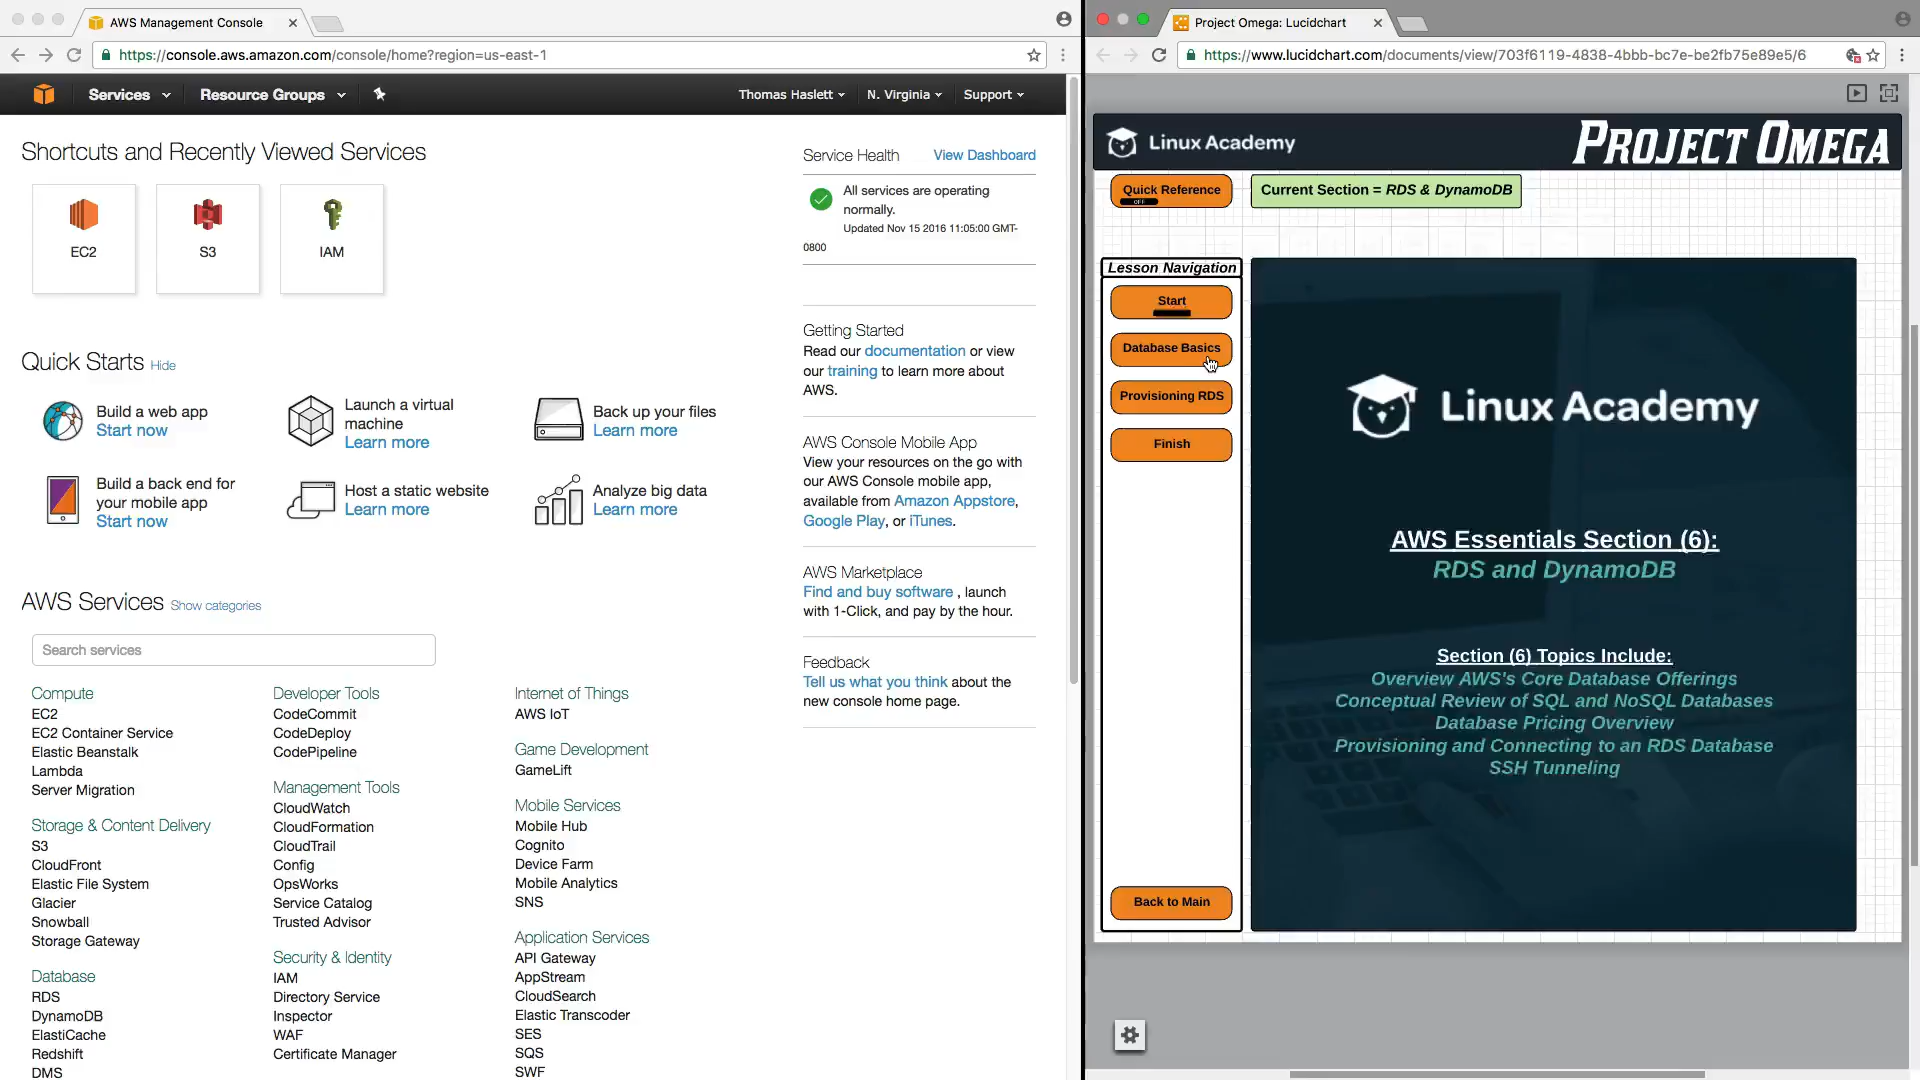 AWS Management Console
https://console.aws.amazon.com/console/home?region=us-east-1
Services
Resource Groups
Thomas Haslett
N. Virginia
Support
Shortcuts and Recently Viewed Services
EC2
S3
IAM
Quick Starts Hide
Build a web app
Start now
Launch a virtual
machine
Learn more
Back up your files
Learn more
Build a back end for
your mobile app
Start now
Host a static website
Learn more
Analyze big data
Learn more
AWS Services Show categories
Search services
Compute
EC2
EC2 Container Service
Elastic Beanstalk
Lambda
Server Migration
Storage & Content Delivery
S3
CloudFront
Elastic File System
Glacier
Snowball
Storage Gateway
Database
RDS
DynamoDB
ElastiCache
Redshift
DMS
Developer Tools
CodeCommit
CodeDeploy
CodePipeline
Management Tools
CloudWatch
CloudFormation
CloudTrail
Config
OpsWorks
Service Catalog
Trusted Advisor
Security & Identity
IAM
Directory Service
Inspector
WAF
Certificate Manager
Internet of Things
AWS IoT
Game Development
GameLift
Mobile Services
Mobile Hub
Cognito
Device Farm
Mobile Analytics
SNS
Application Services
API Gateway
AppStream
CloudSearch
Elastic Transcoder
SES
SQS
SWF
Service Health View Dashboard
All services are operating
normally.
Updated Nov 15 2016 11:05:00 GMT-
0800
Getting Started
Read our documentation or view
our training to learn more about
AWS.
AWS Console Mobile App
View your resources on the go with
our AWS Console mobile app,
available from Amazon Appstore,
Google Play, or iTunes.
AWS Marketplace
Find and buy software , launch
with 1-Click, and pay by the hour.
Feedback
Tell us what you think about the
new console home page.
Project Omega: Lucidchart
https://www.lucidchart.com/documents/view/703f6119-4838-4bbb-bc7e-be2fb75e89e5/6
Linux Academy
PROJECT OMEGA
Quick Reference
OFF
Current Section = RDS & DynamoDB
Lesson Navigation
Start
Database Basics
Provisioning RDS
Finish
Back to Main
Linux Academy
AWS Essentials Section (6):
RDS and DynamoDB
Section (6) Topics Include:
Overview AWS's Core Database Offerings
Conceptual Review of SQL and NoSQL Databases
Database Pricing Overview
Provisioning and Connecting to an RDS Database
SSH Tunneling